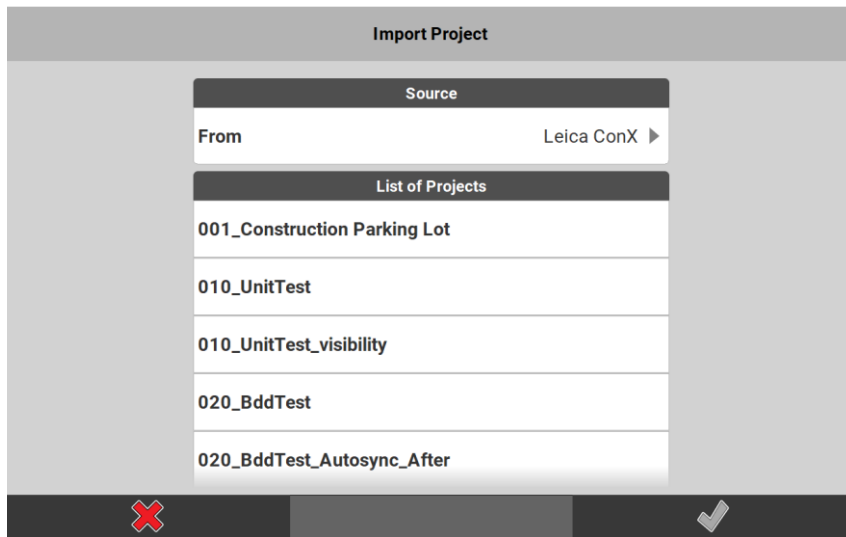 Import Project
Source
From Leica ConX
List of Projects
001_Construction Parking Lot
010_UnitTest
010_UnitTest_visibility
020_BddTest
020_BddTest_Autosync_After